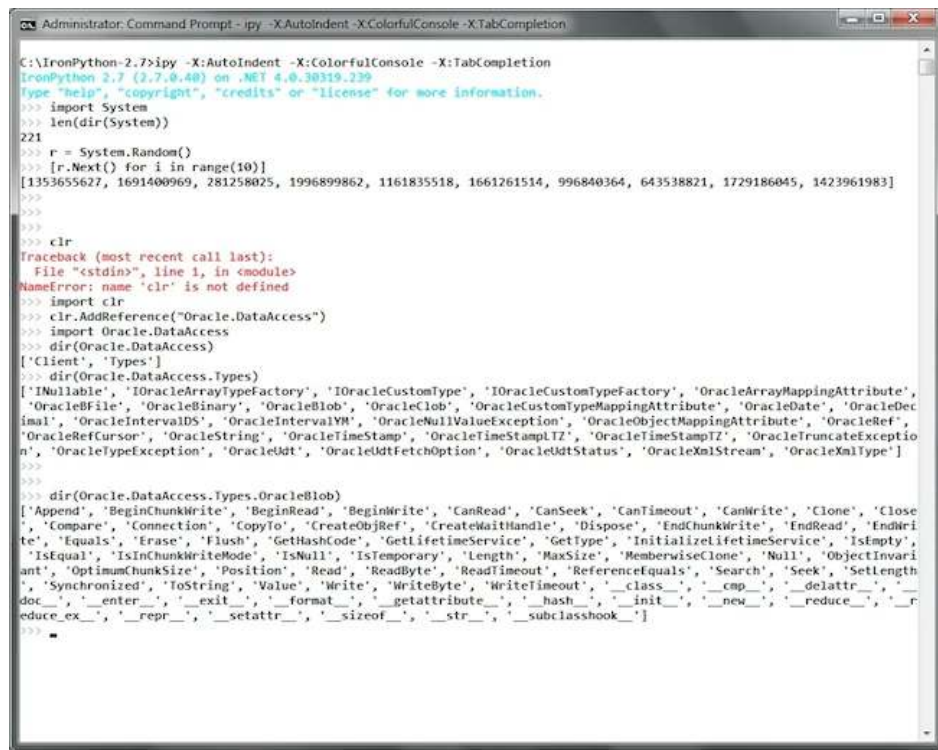 Administrator: Command Prompt - ipy -X:AutoIndent -X:ColorfulConsole -X:TabCompletion
C:\IronPython-2.7>ipy -X:AutoIndent -X:ColorfulConsole -X:TabCompletion
IronPython 2.7 (2.7.0.40) on .NET 4.0.30319.239
Type "help", "copyright", "credits" or "license" for more information.
>>> import System
>>> len(dir(System))
221
>>> r = System.Random()
>>> [r.Next() for i in range(10)]
[1353655627, 1691400969, 281258025, 1996899862, 1161835518, 1661261514, 996840364, 643538821, 1729186045, 1423961983]
>>>
>>>
>>>
>>> clr
Traceback (most recent call last):
  File "<stdin>", line 1, in <module>
NameError: name 'clr' is not defined
>>> import clr
>>> clr.AddReference("Oracle.DataAccess")
>>> import Oracle.DataAccess
>>> dir(Oracle.DataAccess)
['Client', 'Types']
>>> dir(Oracle.DataAccess.Types)
['INullable', 'IOracleArrayTypeFactory', 'IOracleCustomType', 'IOracleCustomTypeFactory', 'OracleArrayMappingAttribute',
 'OracleBFile', 'OracleBinary', 'OracleBlob', 'OracleClob', 'OracleCustomTypeMappingAttribute', 'OracleDate', 'OracleDec
imal', 'OracleIntervalDS', 'OracleIntervalYM', 'OracleNullValueException', 'OracleObjectMappingAttribute', 'OracleRef',
'OracleRefCursor', 'OracleString', 'OracleTimeStamp', 'OracleTimeStampLTZ', 'OracleTimeStampTZ', 'OracleTruncateExceptio
n', 'OracleTypeException', 'OracleUdt', 'OracleUdtFetchOption', 'OracleUdtStatus', 'OracleXmlStream', 'OracleXmlType']
>>>
>>>
>>> dir(Oracle.DataAccess.Types.OracleBlob)
['Append', 'BeginChunkWrite', 'BeginRead', 'BeginWrite', 'CanRead', 'CanSeek', 'CanTimeout', 'CanWrite', 'Clone', 'Close
', 'Compare', 'Connection', 'CopyTo', 'CreateObjRef', 'CreateWaitHandle', 'Dispose', 'EndChunkWrite', 'EndRead', 'EndWri
te', 'Equals', 'Erase', 'Flush', 'GetHashCode', 'GetLifetimeService', 'GetType', 'InitializeLifetimeService', 'IsEmpty',
 'IsEqual', 'IsInChunkWriteMode', 'IsNull', 'IsTemporary', 'Length', 'MaxSize', 'MemberwiseClone', 'Null', 'ObjectInvari
ant', 'OptimumChunkSize', 'Position', 'Read', 'ReadByte', 'ReadTimeout', 'ReferenceEquals', 'Search', 'Seek', 'SetLength
', 'Synchronized', 'ToString', 'Value', 'Write', 'WriteByte', 'WriteTimeout', '__class__', '__cmp__', '__delattr__', '__
doc__', '__enter__', '__exit__', '__format__', '__getattribute__', '__hash__', '__init__', '__new__', '__reduce__', '__r
educe_ex__', '__repr__', '__setattr__', '__sizeof__', '__str__', '__subclasshook__']
>>>